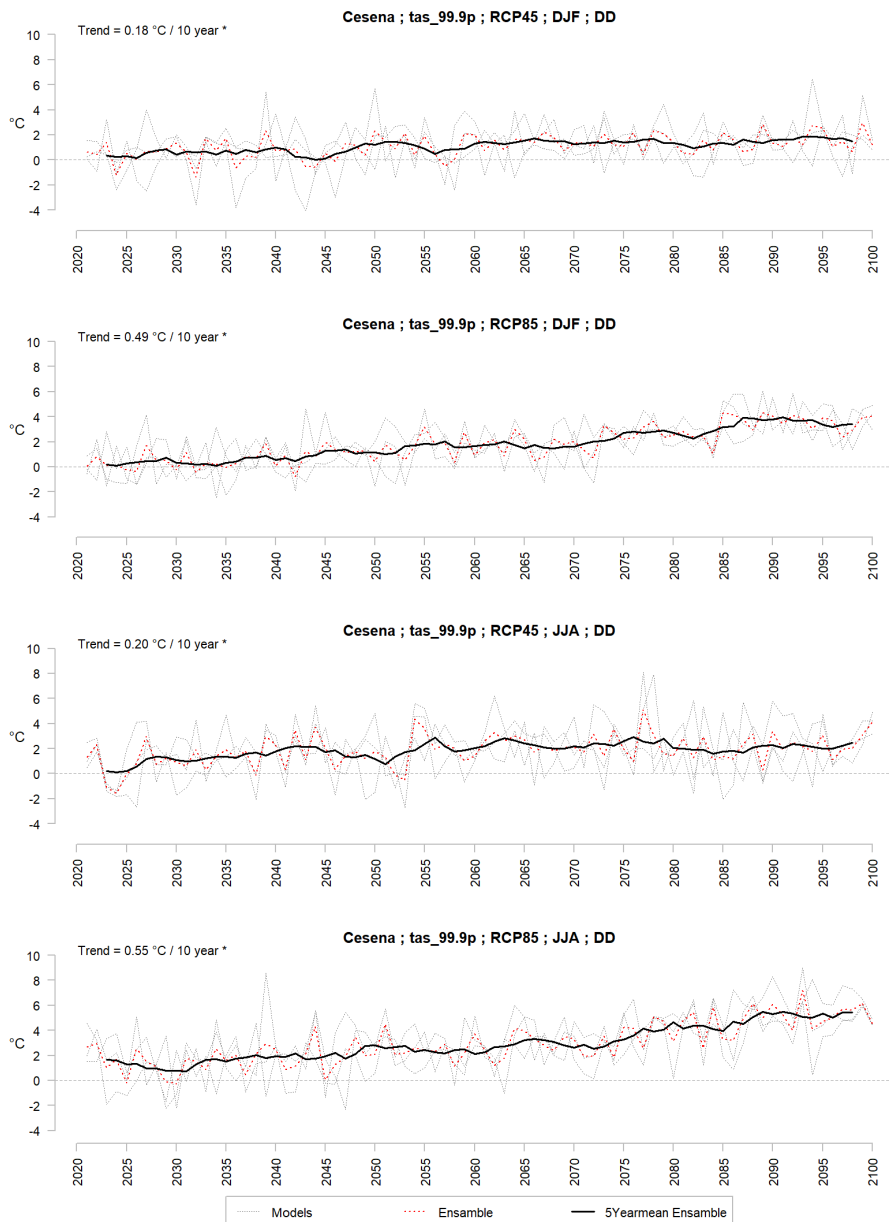 Cesena ; tas_99.9p ; RCP45 ; DJF ; DD
Trend = 0.18 °C / 10 year *
10
8
6
4
2
0
-2
-4
°C
2020 2025 2030 2035 2040 2045 2050 2055 2060 2065 2070 2075 2080 2085 2090 2095 2100
Cesena ; tas_99.9p ; RCP85 ; DJF ; DD
Trend = 0.49 °C / 10 year *
10
8
6
4
2
0
-2
-4
°C
2020 2025 2030 2035 2040 2045 2050 2055 2060 2065 2070 2075 2080 2085 2090 2095 2100
Cesena ; tas_99.9p ; RCP45 ; JJA ; DD
Trend = 0.20 °C / 10 year *
10
8
6
4
2
0
-2
-4
°C
2020 2025 2030 2035 2040 2045 2050 2055 2060 2065 2070 2075 2080 2085 2090 2095 2100
Cesena ; tas_99.9p ; RCP85 ; JJA ; DD
Trend = 0.55 °C / 10 year *
10
8
6
4
2
0
-2
-4
°C
2020 2025 2030 2035 2040 2045 2050 2055 2060 2065 2070 2075 2080 2085 2090 2095 2100
Models Ensamble 5Yearmean Ensamble